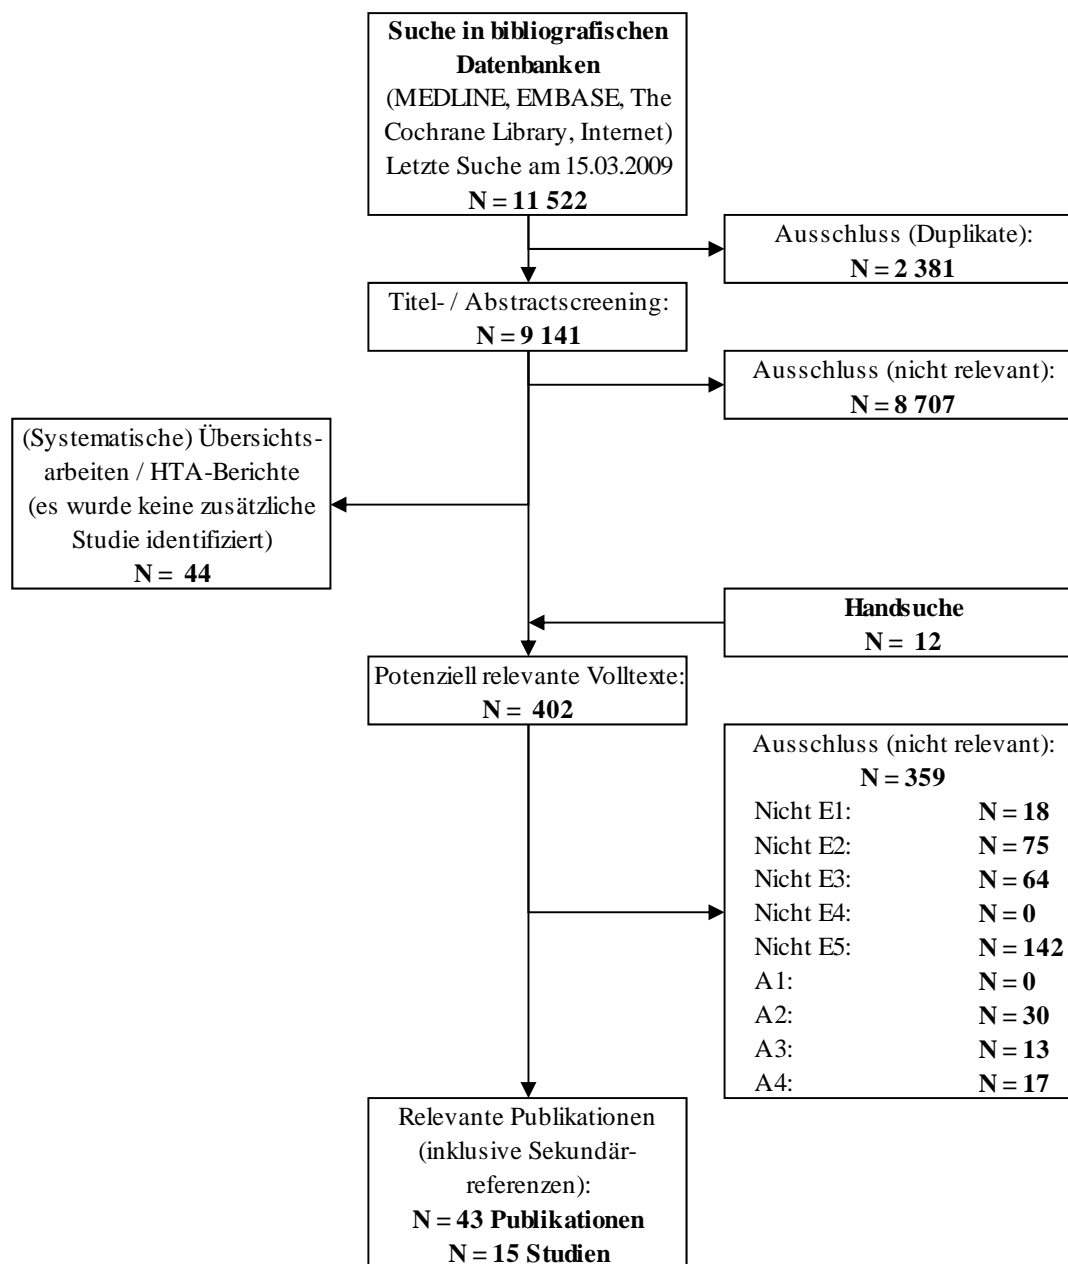 Suche in bibliografischen
Datenbanken
(MEDLINE, EMBASE, The
Cochrane Library, Internet)
Letzte Suche am 15.03.2009
N = 11 522
Ausschluss (Duplikate):
N = 2 381
Titel- / Abstractscreening:
N = 9 141
Ausschluss (nicht relevant):
N = 8 707
(Systematische) Übersichts-
arbeiten / HTA-Berichte
(es wurde keine zusätzliche
Studie identifiziert)
N = 44
Handsuche
N = 12
Potenziell relevante Volltexte:
N = 402
Ausschluss (nicht relevant):
N = 359
Nicht E1: N = 18
Nicht E2: N = 75
Nicht E3: N = 64
Nicht E4: N = 0
Nicht E5: N = 142
A1: N = 0
A2: N = 30
A3: N = 13
A4: N = 17
Relevante Publikationen
(inklusive Sekundär-
referenzen):
N = 43 Publikationen
N = 15 Studien